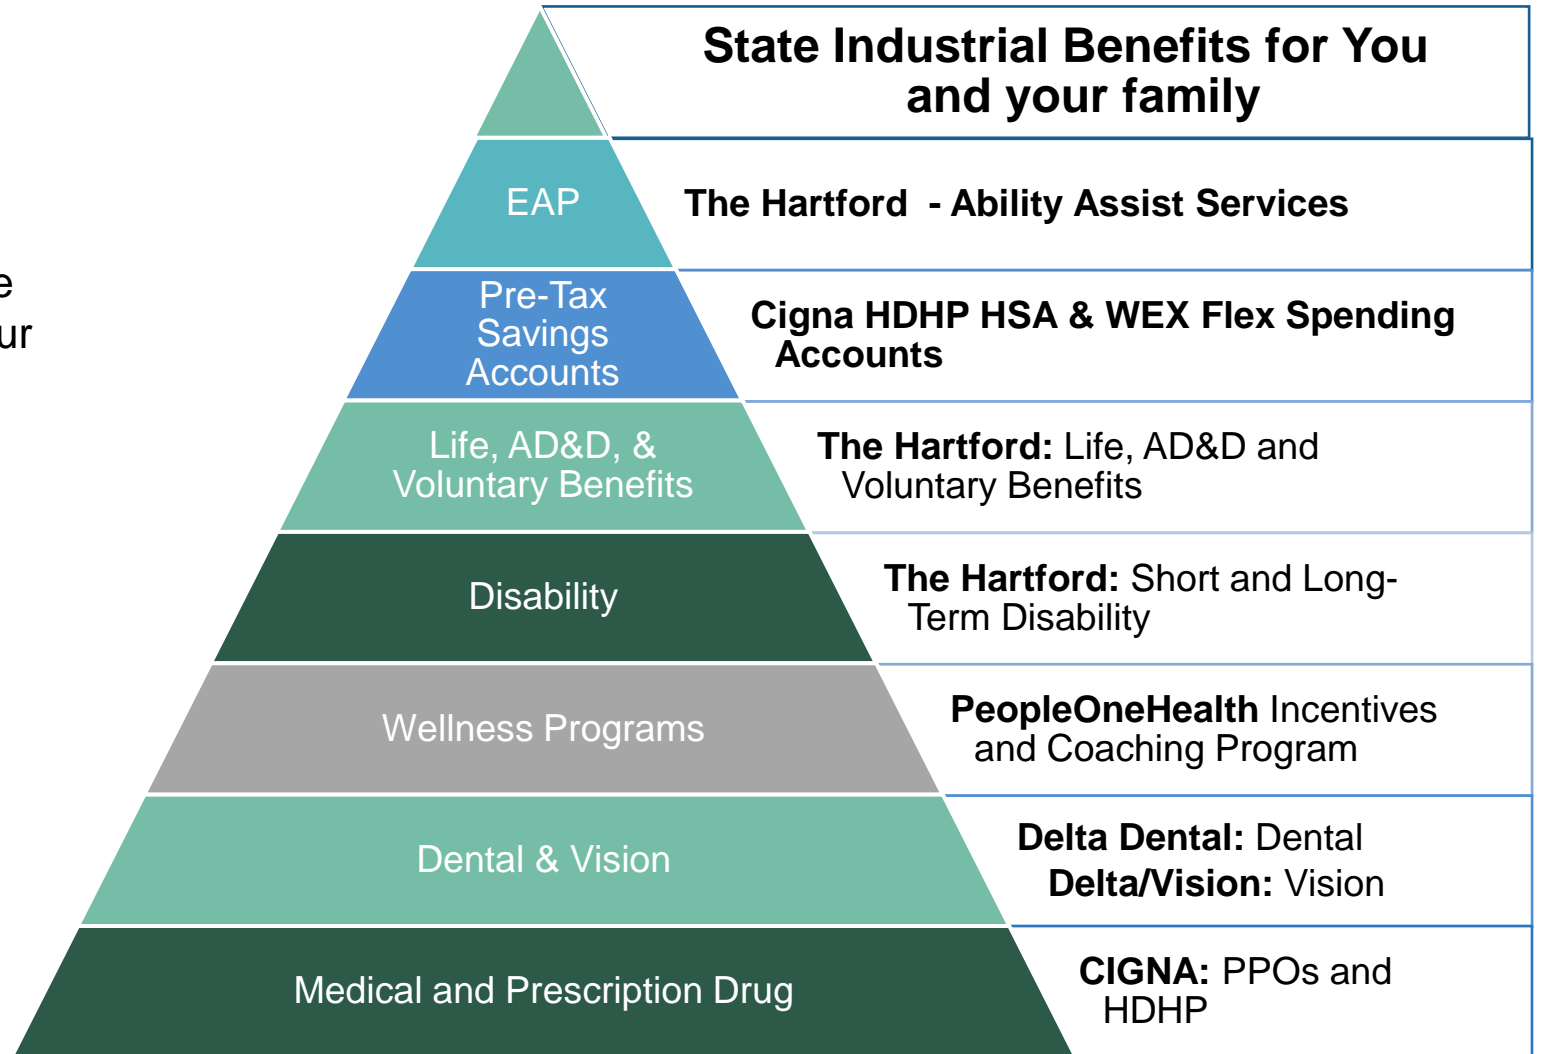 State Industrial Benefits for You
and your family
EAP
The Hartford - Ability Assist Services
ur
Pre-Tax
Savings
Accounts
Cigna HDHP HSA & WEX Flex Spending
Accounts
Life, AD&D, &
Voluntary Benefits
The Hartford: Life, AD&D and
Voluntary Benefits
Disability
The Hartford: Short and Long-
Term Disability
Wellness Programs
PeopleOneHealth Incentives
and Coaching Program
Dental & Vision
Delta Dental: Dental
Delta/Vision: Vision
Medical and Prescription Drug
CIGNA: PPOs and
HDHP